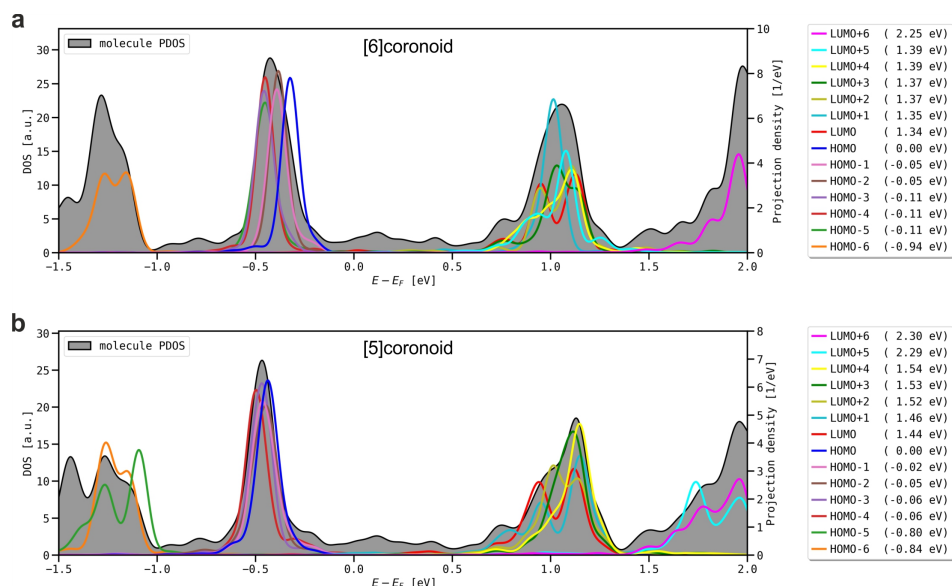 a
[6]coronoid
molecule PDOS
DOS [a.u.]
30
25
20
15
10
5
0
-1.5 -1.0 -0.5 0.0 0.5 1.0 1.5 2.0
E − E_F [eV]
10
8
6
4
2
0
Projection density [1/eV]
LUMO+6 ( 2.25 eV)
LUMO+5 ( 1.39 eV)
LUMO+4 ( 1.39 eV)
LUMO+3 ( 1.37 eV)
LUMO+2 ( 1.37 eV)
LUMO+1 ( 1.35 eV)
LUMO ( 1.34 eV)
HOMO ( 0.00 eV)
HOMO-1 (-0.05 eV)
HOMO-2 (-0.05 eV)
HOMO-3 (-0.11 eV)
HOMO-4 (-0.11 eV)
HOMO-5 (-0.11 eV)
HOMO-6 (-0.94 eV)
b
[5]coronoid
molecule PDOS
DOS [a.u.]
30
25
20
15
10
5
0
-1.5 -1.0 -0.5 0.0 0.5 1.0 1.5 2.0
E − E_F [eV]
8
7
6
5
4
3
2
1
0
Projection density [1/eV]
LUMO+6 ( 2.30 eV)
LUMO+5 ( 2.29 eV)
LUMO+4 ( 1.54 eV)
LUMO+3 ( 1.53 eV)
LUMO+2 ( 1.52 eV)
LUMO+1 ( 1.46 eV)
LUMO ( 1.44 eV)
HOMO ( 0.00 eV)
HOMO-1 (-0.02 eV)
HOMO-2 (-0.05 eV)
HOMO-3 (-0.06 eV)
HOMO-4 (-0.06 eV)
HOMO-5 (-0.80 eV)
HOMO-6 (-0.84 eV)